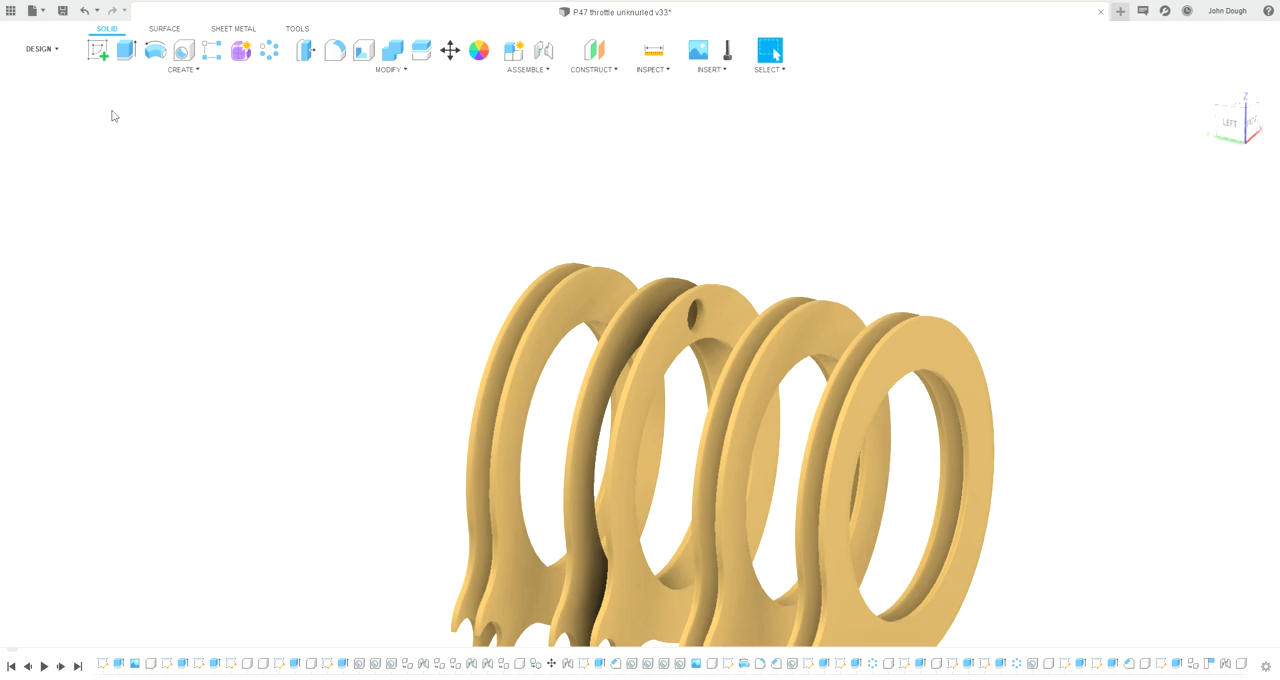 P47 throttle unknurled v33*
John Dough
SOLID SURFACE SHEET METAL TOOLS
DESIGN
CREATE MODIFY ASSEMBLE CONSTRUCT INSPECT INSERT SELECT
Z
LEFT